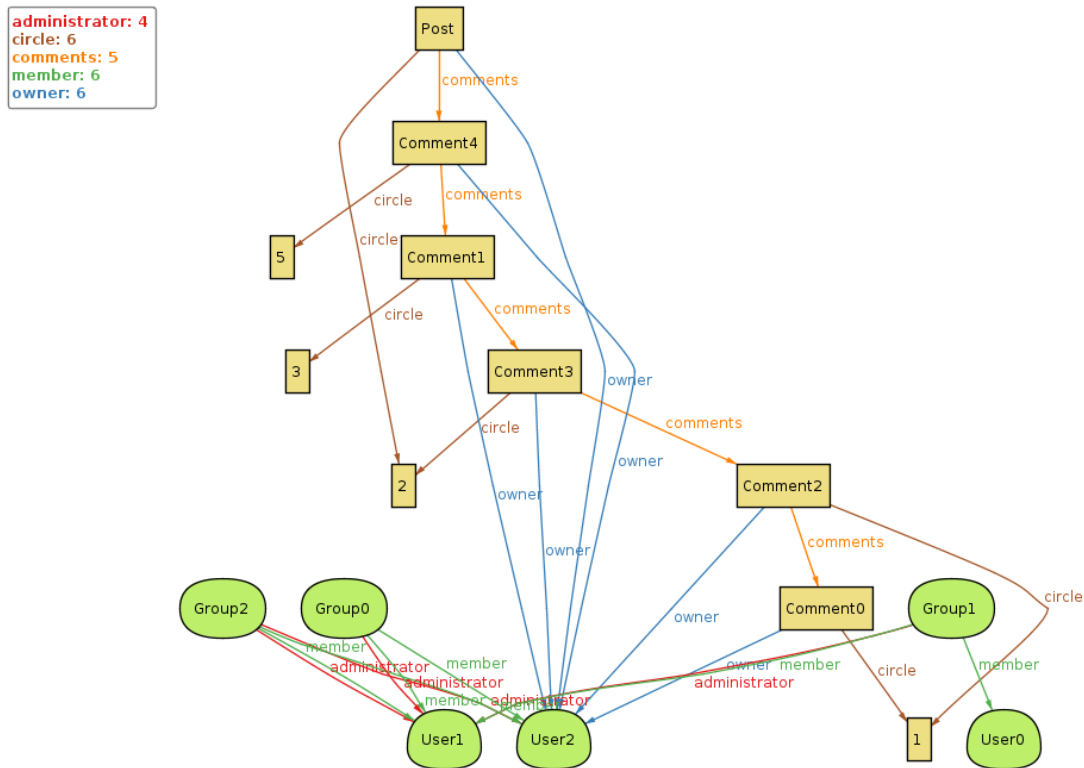 administrator: 4
circle: 6
comments: 5
member: 6
owner: 6
Post
comments
Comment4
circle
comments
circle
5
Comment1
circle
comments
3
Comment3
owner
circle
comments
owner
2
owner
Comment2
owner
comments
circle
Group2
Group0
Comment0
Group1
owner
member
administrator
member
administrator
owner
member
administrator
circle
member
member
administrator
member
User1
User2
1
User0